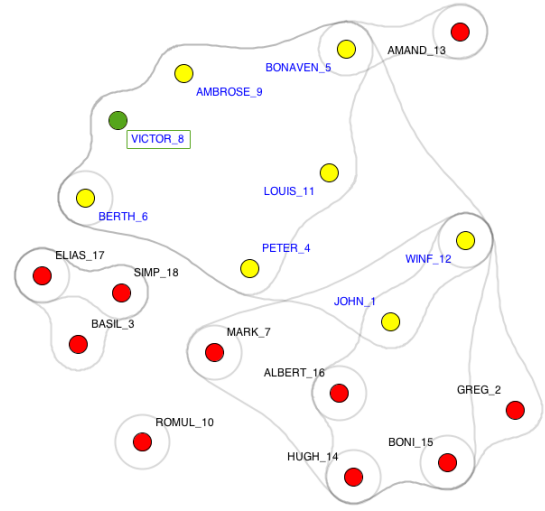 AMAND_13
BONAVEN_5
AMBROSE_9
VICTOR_8
LOUIS_11
BERTH_6
PETER_4
ELIAS_17
WINF_12
SIMP_18
JOHN_1
BASIL_3
MARK_7
ALBERT_16
GREG_2
ROMUL_10
BONI_15
HUGH_14